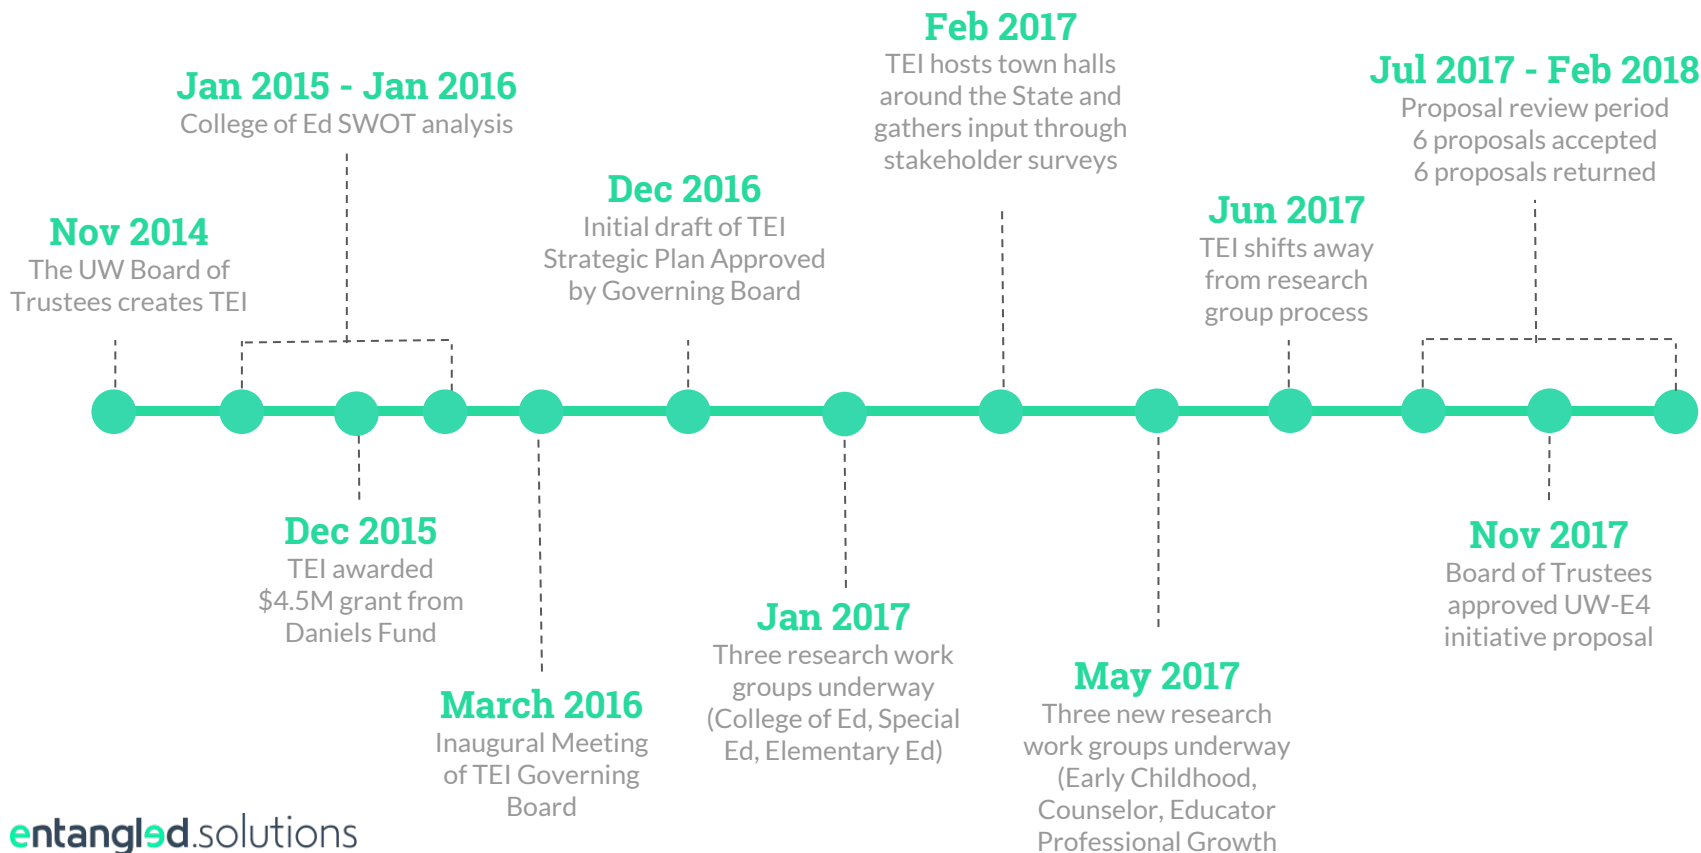 Nov 2014
The UW Board of
Trustees creates TEI
Jan 2015 - Jan 2016
College of Ed SWOT analysis
Dec 2015
TEI awarded
$4.5M grant from
Daniels Fund
March 2016
Inaugural Meeting
of TEI Governing
Board
Dec 2016
Initial draft of TEI
Strategic Plan Approved
by Governing Board
Jan 2017
Three research work
groups underway
(College of Ed, Special
Ed, Elementary Ed)
Feb 2017
TEI hosts town halls
around the State and
gathers input through
stakeholder surveys
May 2017
Three new research
work groups underway
(Early Childhood,
Counselor, Educator
Professional Growth
Jun 2017
TEI shifts away
from research
group process
Jul 2017 - Feb 2018
Proposal review period
6 proposals accepted
6 proposals returned
Nov 2017
Board of Trustees
approved UW-E4
initiative proposal
entangled.solutions